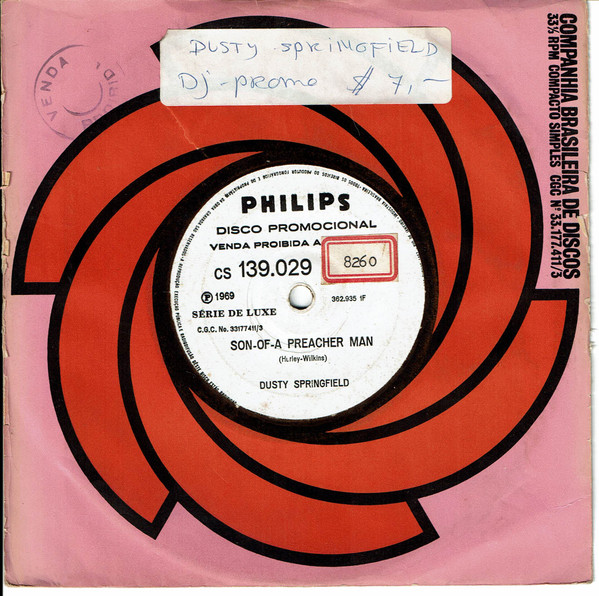 DUSTY SPRINGFIELD
Dj-promo $ 7,-
VENDA
COMPANHIA BRASILEIRA DE DISCOS
33⅓ RPM COMPACTO SIMPLES CGC Nº 33.177.411/3
PHILIPS
DISCO PROMOCIONAL
VENDA PROIBIDA A
CS 139.029
8260
℗ 1969
362.935 1F
SÉRIE DE LUXE
C.G.C. No. 33177411/3
SON-OF-A PREACHER MAN
(Hurley-Wilkins)
DUSTY SPRINGFIELD